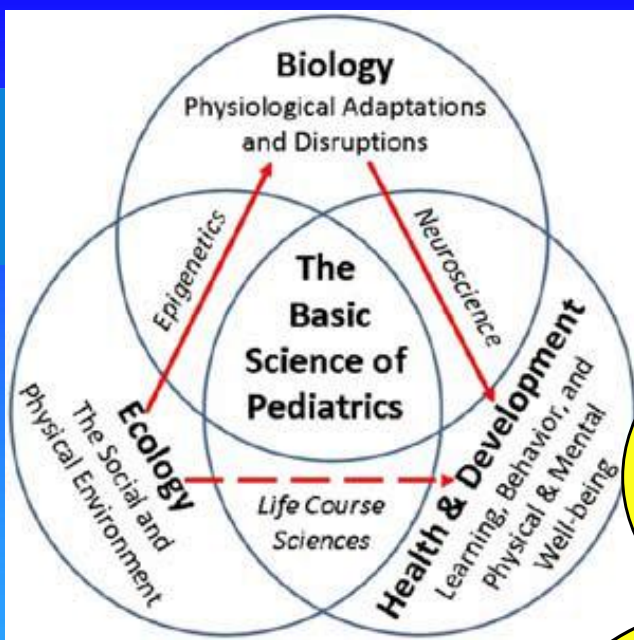 Biology
Physiological Adaptations
and Disruptions
Epigenetics
Neuroscience
The
Basic
Science of
Pediatrics
Ecology
The Social and
Physical Environment
Life Course
Sciences
Health & Development
Learning, Behavior, and
Physical & Mental
Well-being